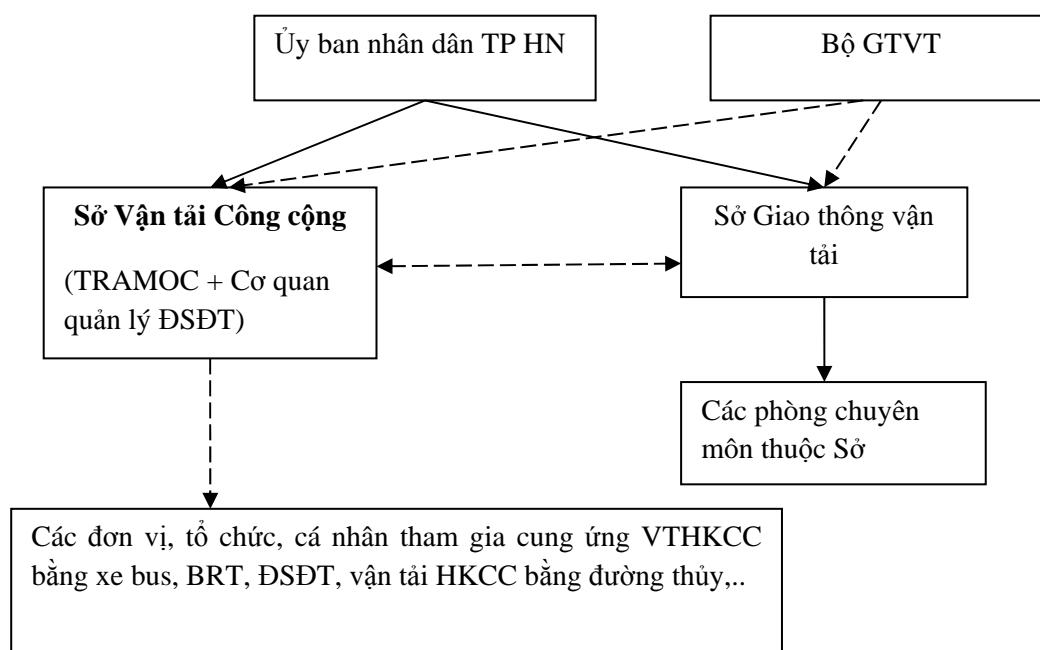 Ủy ban nhân dân TP HN
Bộ GTVT
Sở Vận tải Công cộng
(TRAMOC + Cơ quan
quản lý ĐSĐT)
Sở Giao thông vận
tải
Các phòng chuyên
môn thuộc Sở
Các đơn vị, tổ chức, cá nhân tham gia cung ứng VTHKCC
bằng xe bus, BRT, ĐSĐT, vận tải HKCC bằng đường thủy,..